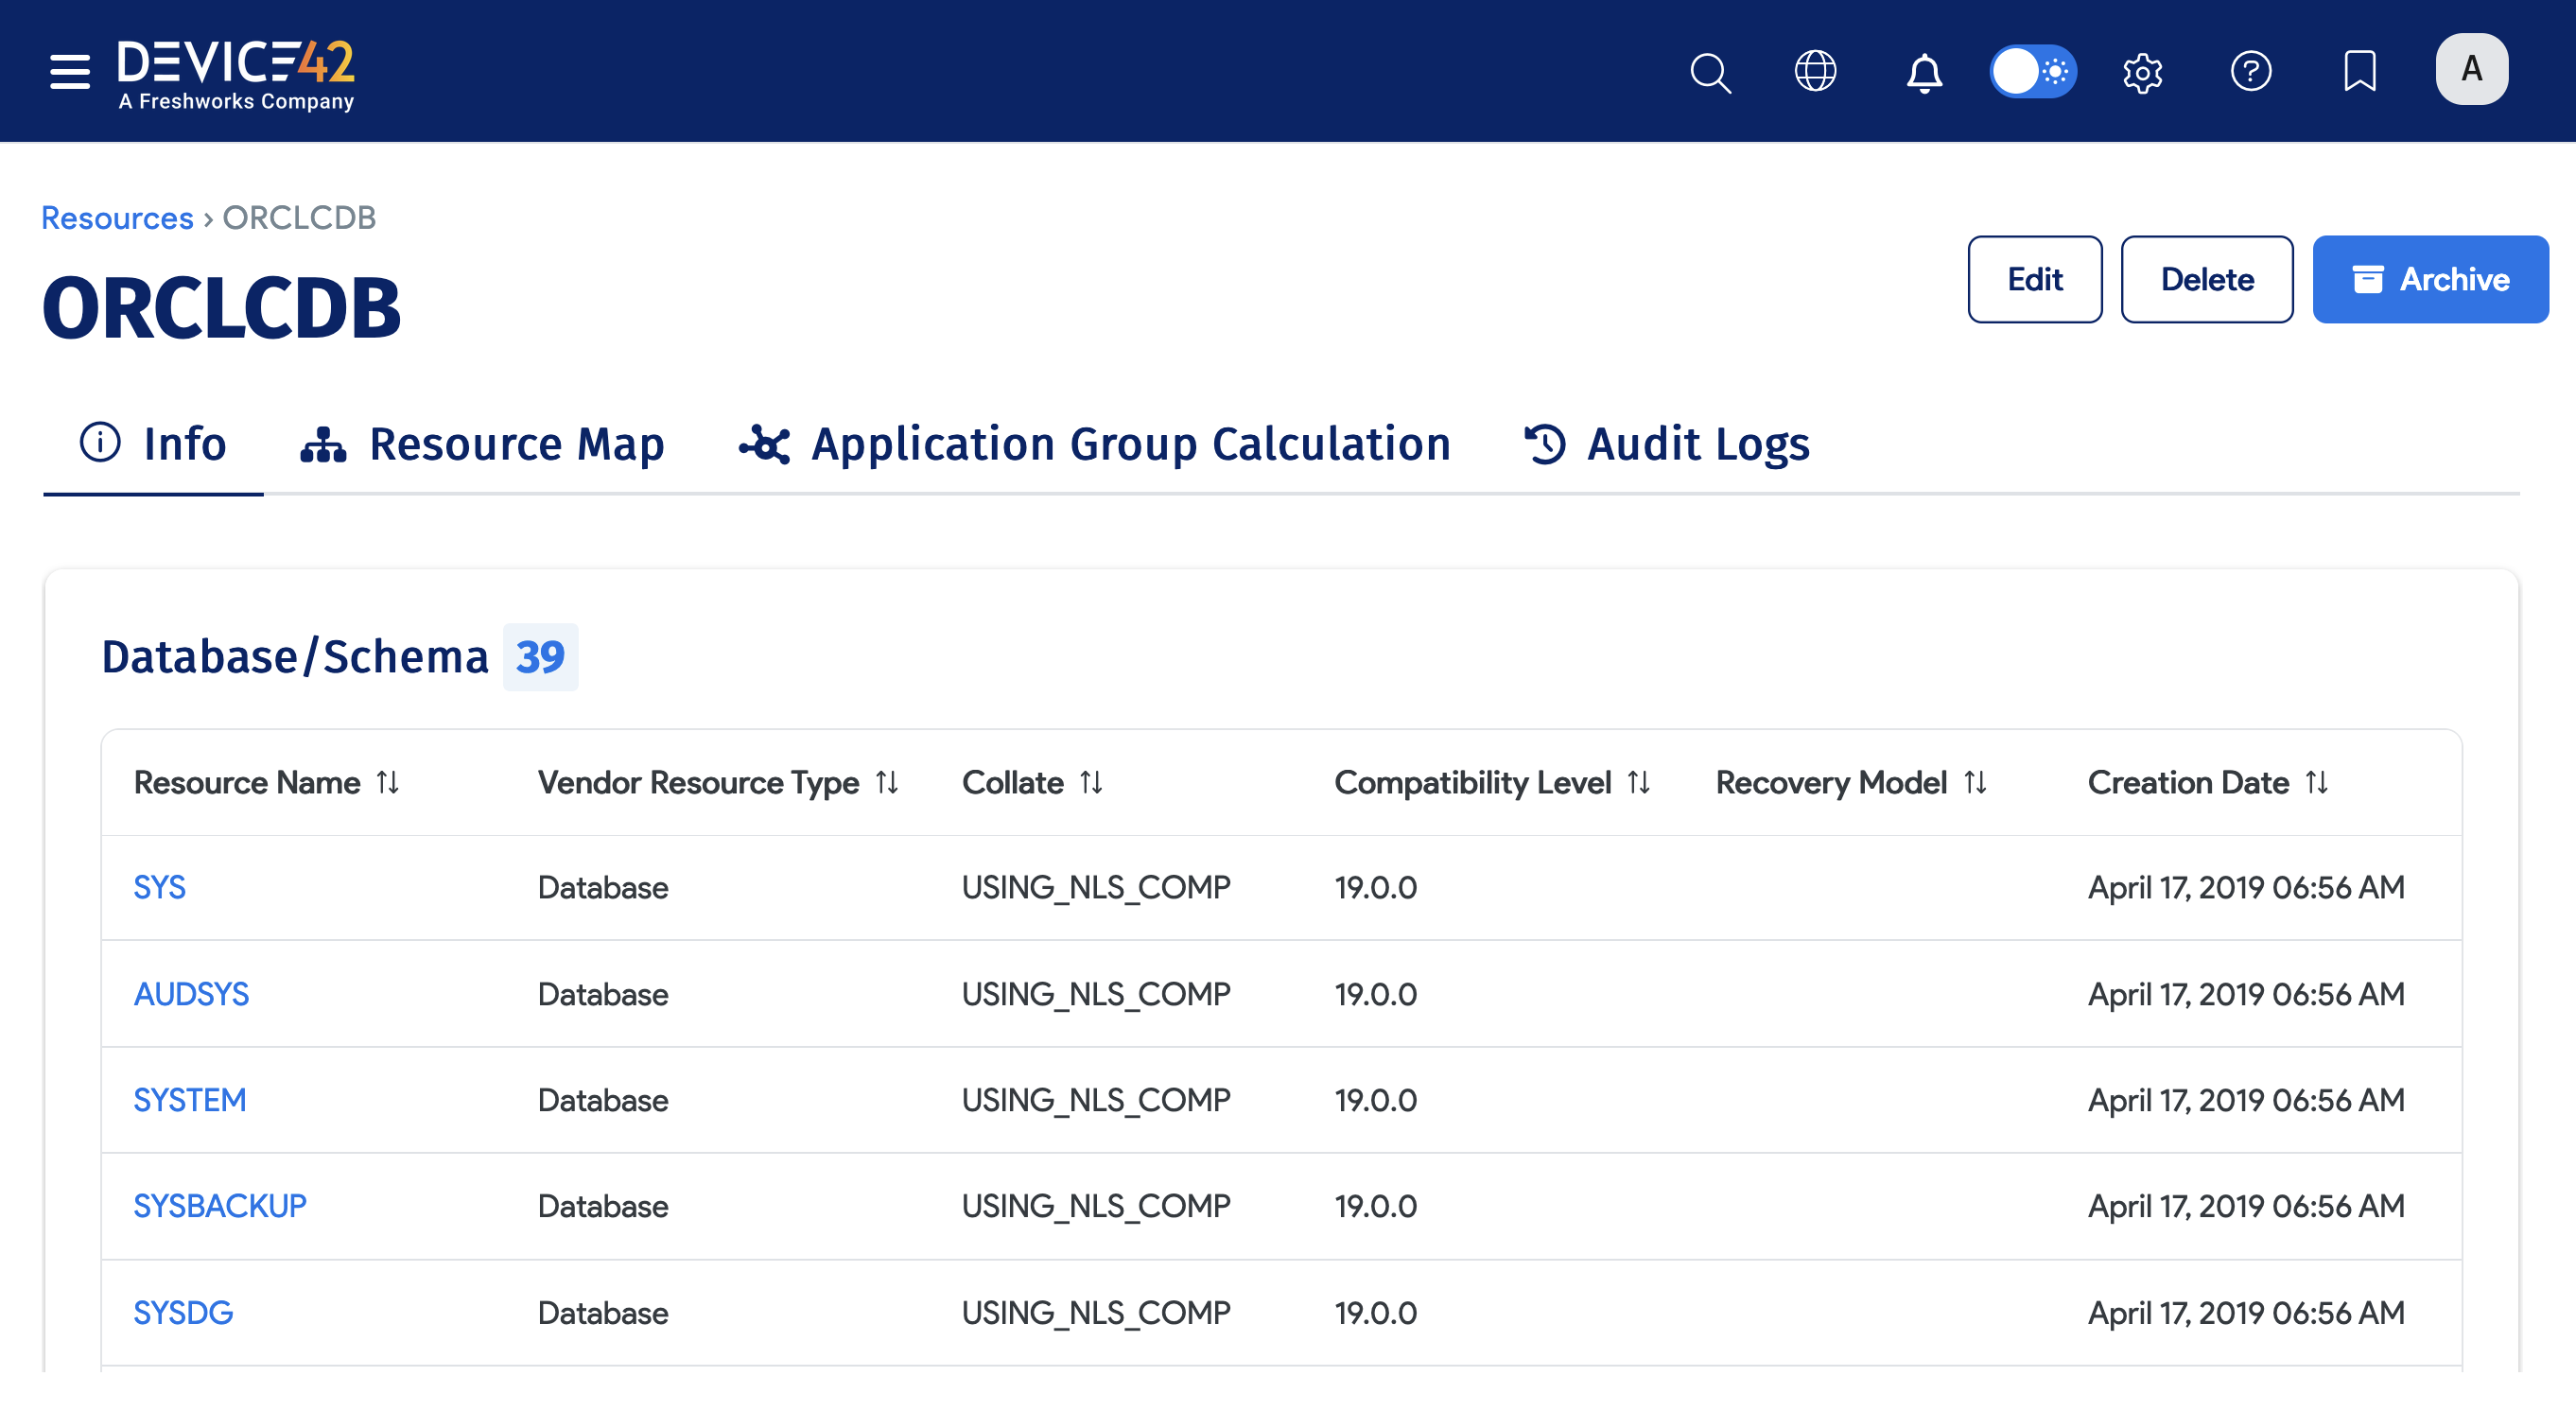 DEVICE42
A Freshworks Company
A
Resources › ORCLCDB
ORCLCDB
Edit Delete Archive
Info Resource Map Application Group Calculation Audit Logs
Database/Schema 39
Resource Name Vendor Resource Type Collate Compatibility Level Recovery Model Creation Date
SYS Database USING_NLS_COMP 19.0.0 April 17, 2019 06:56 AM
AUDSYS Database USING_NLS_COMP 19.0.0 April 17, 2019 06:56 AM
SYSTEM Database USING_NLS_COMP 19.0.0 April 17, 2019 06:56 AM
SYSBACKUP Database USING_NLS_COMP 19.0.0 April 17, 2019 06:56 AM
SYSDG Database USING_NLS_COMP 19.0.0 April 17, 2019 06:56 AM